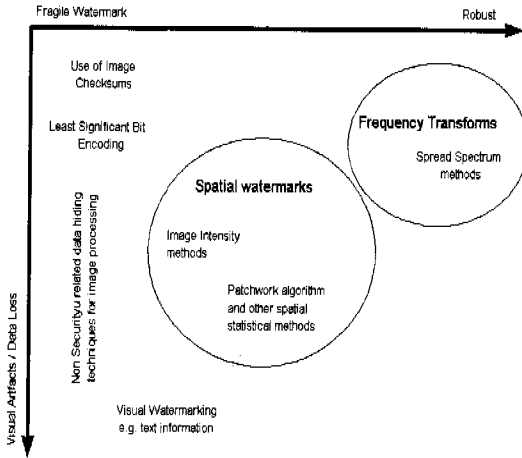 Fragile Watermark
Robust
Use of Image
Checksums
Least Significant Bit
Encoding
Frequency Transforms
Spread Spectrum
methods
Spatial watermarks
Image Intensity
methods
Patchwork algorithm
and other spatial
statistical methods
Non Securityu related data hiding
techniques for image processing
Visual Artifacts / Data Loss
Visual Watermarking
e.g. text information